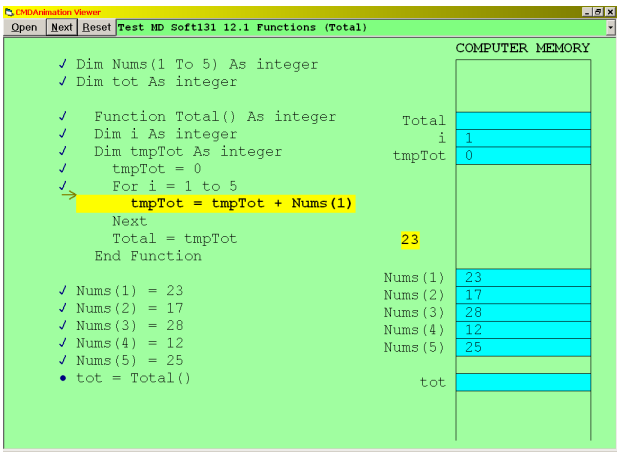 CMDAnimation Viewer
Open Next Reset Test MD Soft131 12.1 Functions (Total)
COMPUTER MEMORY
Dim Nums(1 To 5) As integer
Dim tot As integer
Function Total() As integer
Total
Dim i As integer
i 1
Dim tmpTot As integer
tmpTot 0
tmpTot = 0
For i = 1 to 5
tmpTot = tmpTot + Nums(1)
Next
Total = tmpTot
23
End Function
Nums(1) 23
Nums(2) 17
Nums(3) 28
Nums(4) 12
Nums(5) 25
Nums(1) = 23
Nums(2) = 17
Nums(3) = 28
Nums(4) = 12
Nums(5) = 25
tot = Total()
tot